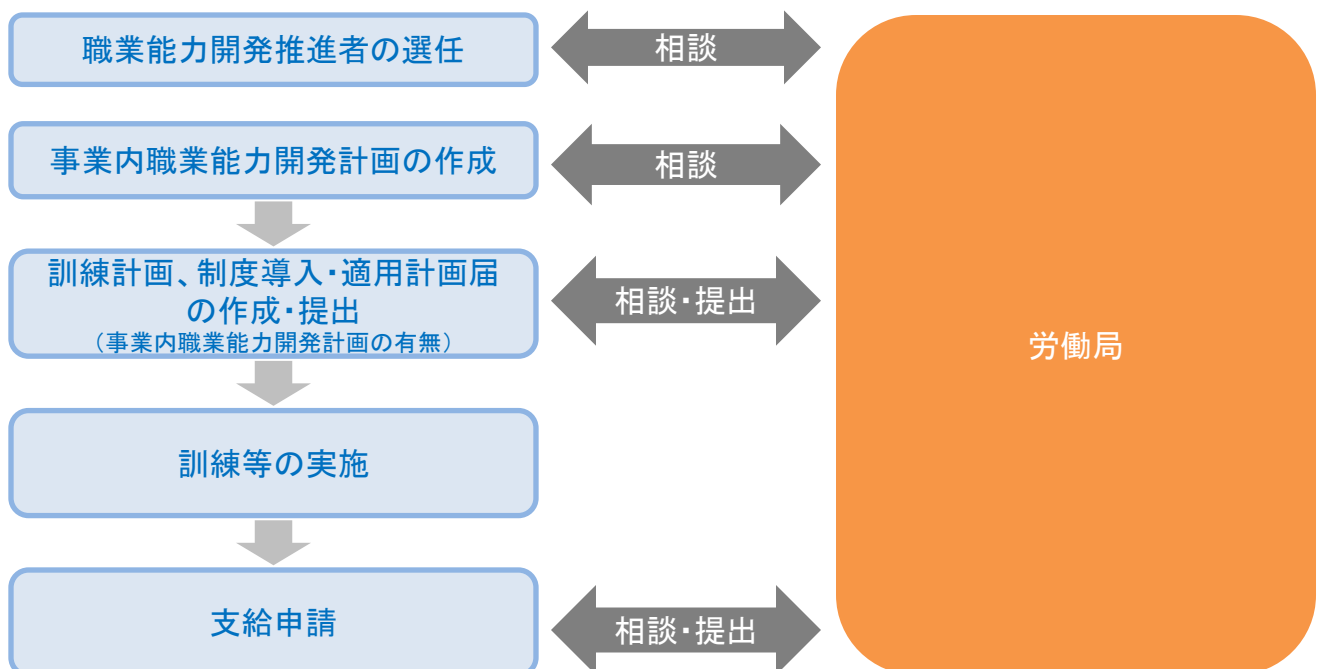 職業能力開発推進者の選任
相談
事業内職業能力開発計画の作成
相談
訓練計画、制度導入・適用計画届
の作成・提出
（事業内職業能力開発計画の有無）
相談・提出
労働局
訓練等の実施
支給申請
相談・提出